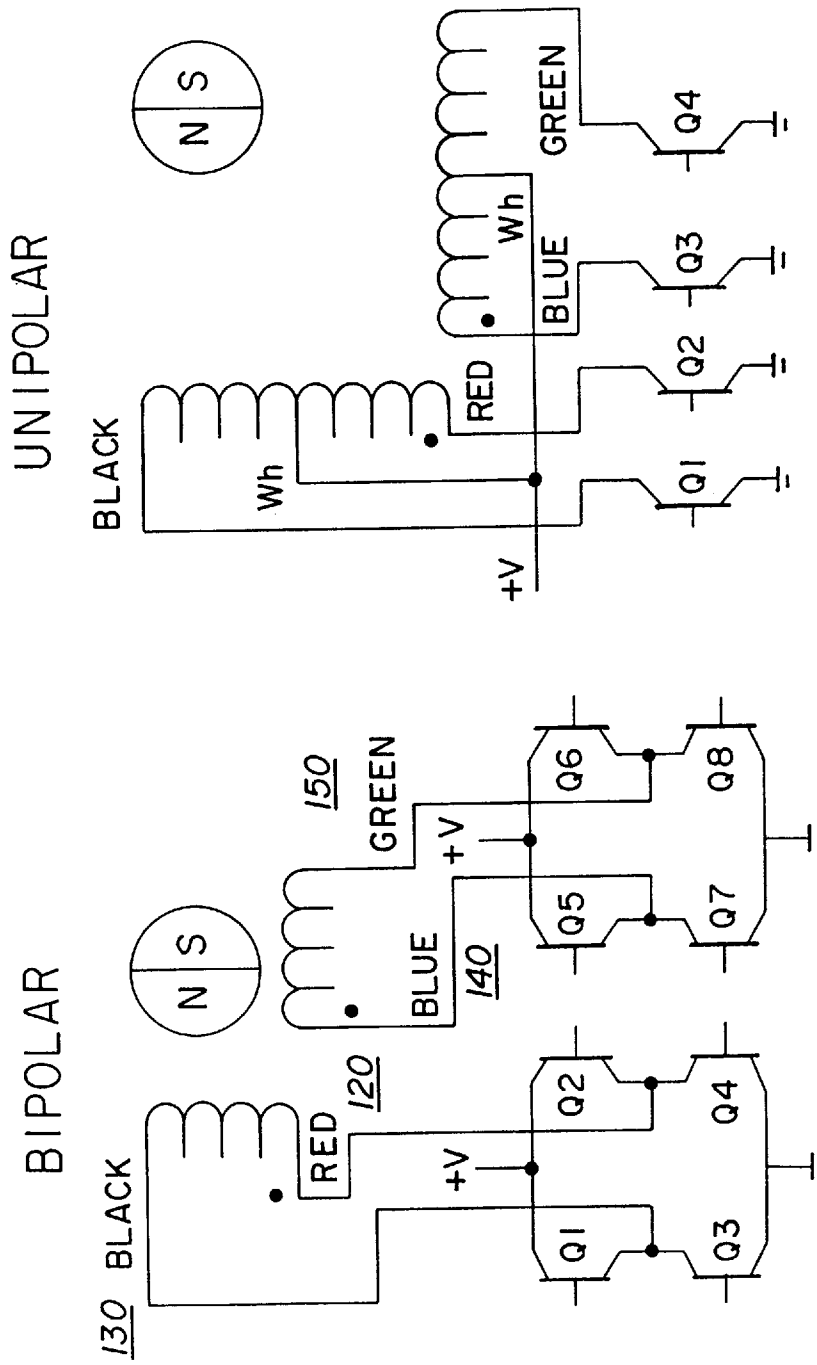 BIPOLAR
130 BLACK
N S
RED
120
150
GREEN
BLUE
140
+V
+V
Q1
Q2
Q3
Q4
Q5
Q6
Q7
Q8
UNIPOLAR
BLACK
N S
Wh
RED
Wh
BLUE
GREEN
+V
Q1
Q2
Q3
Q4